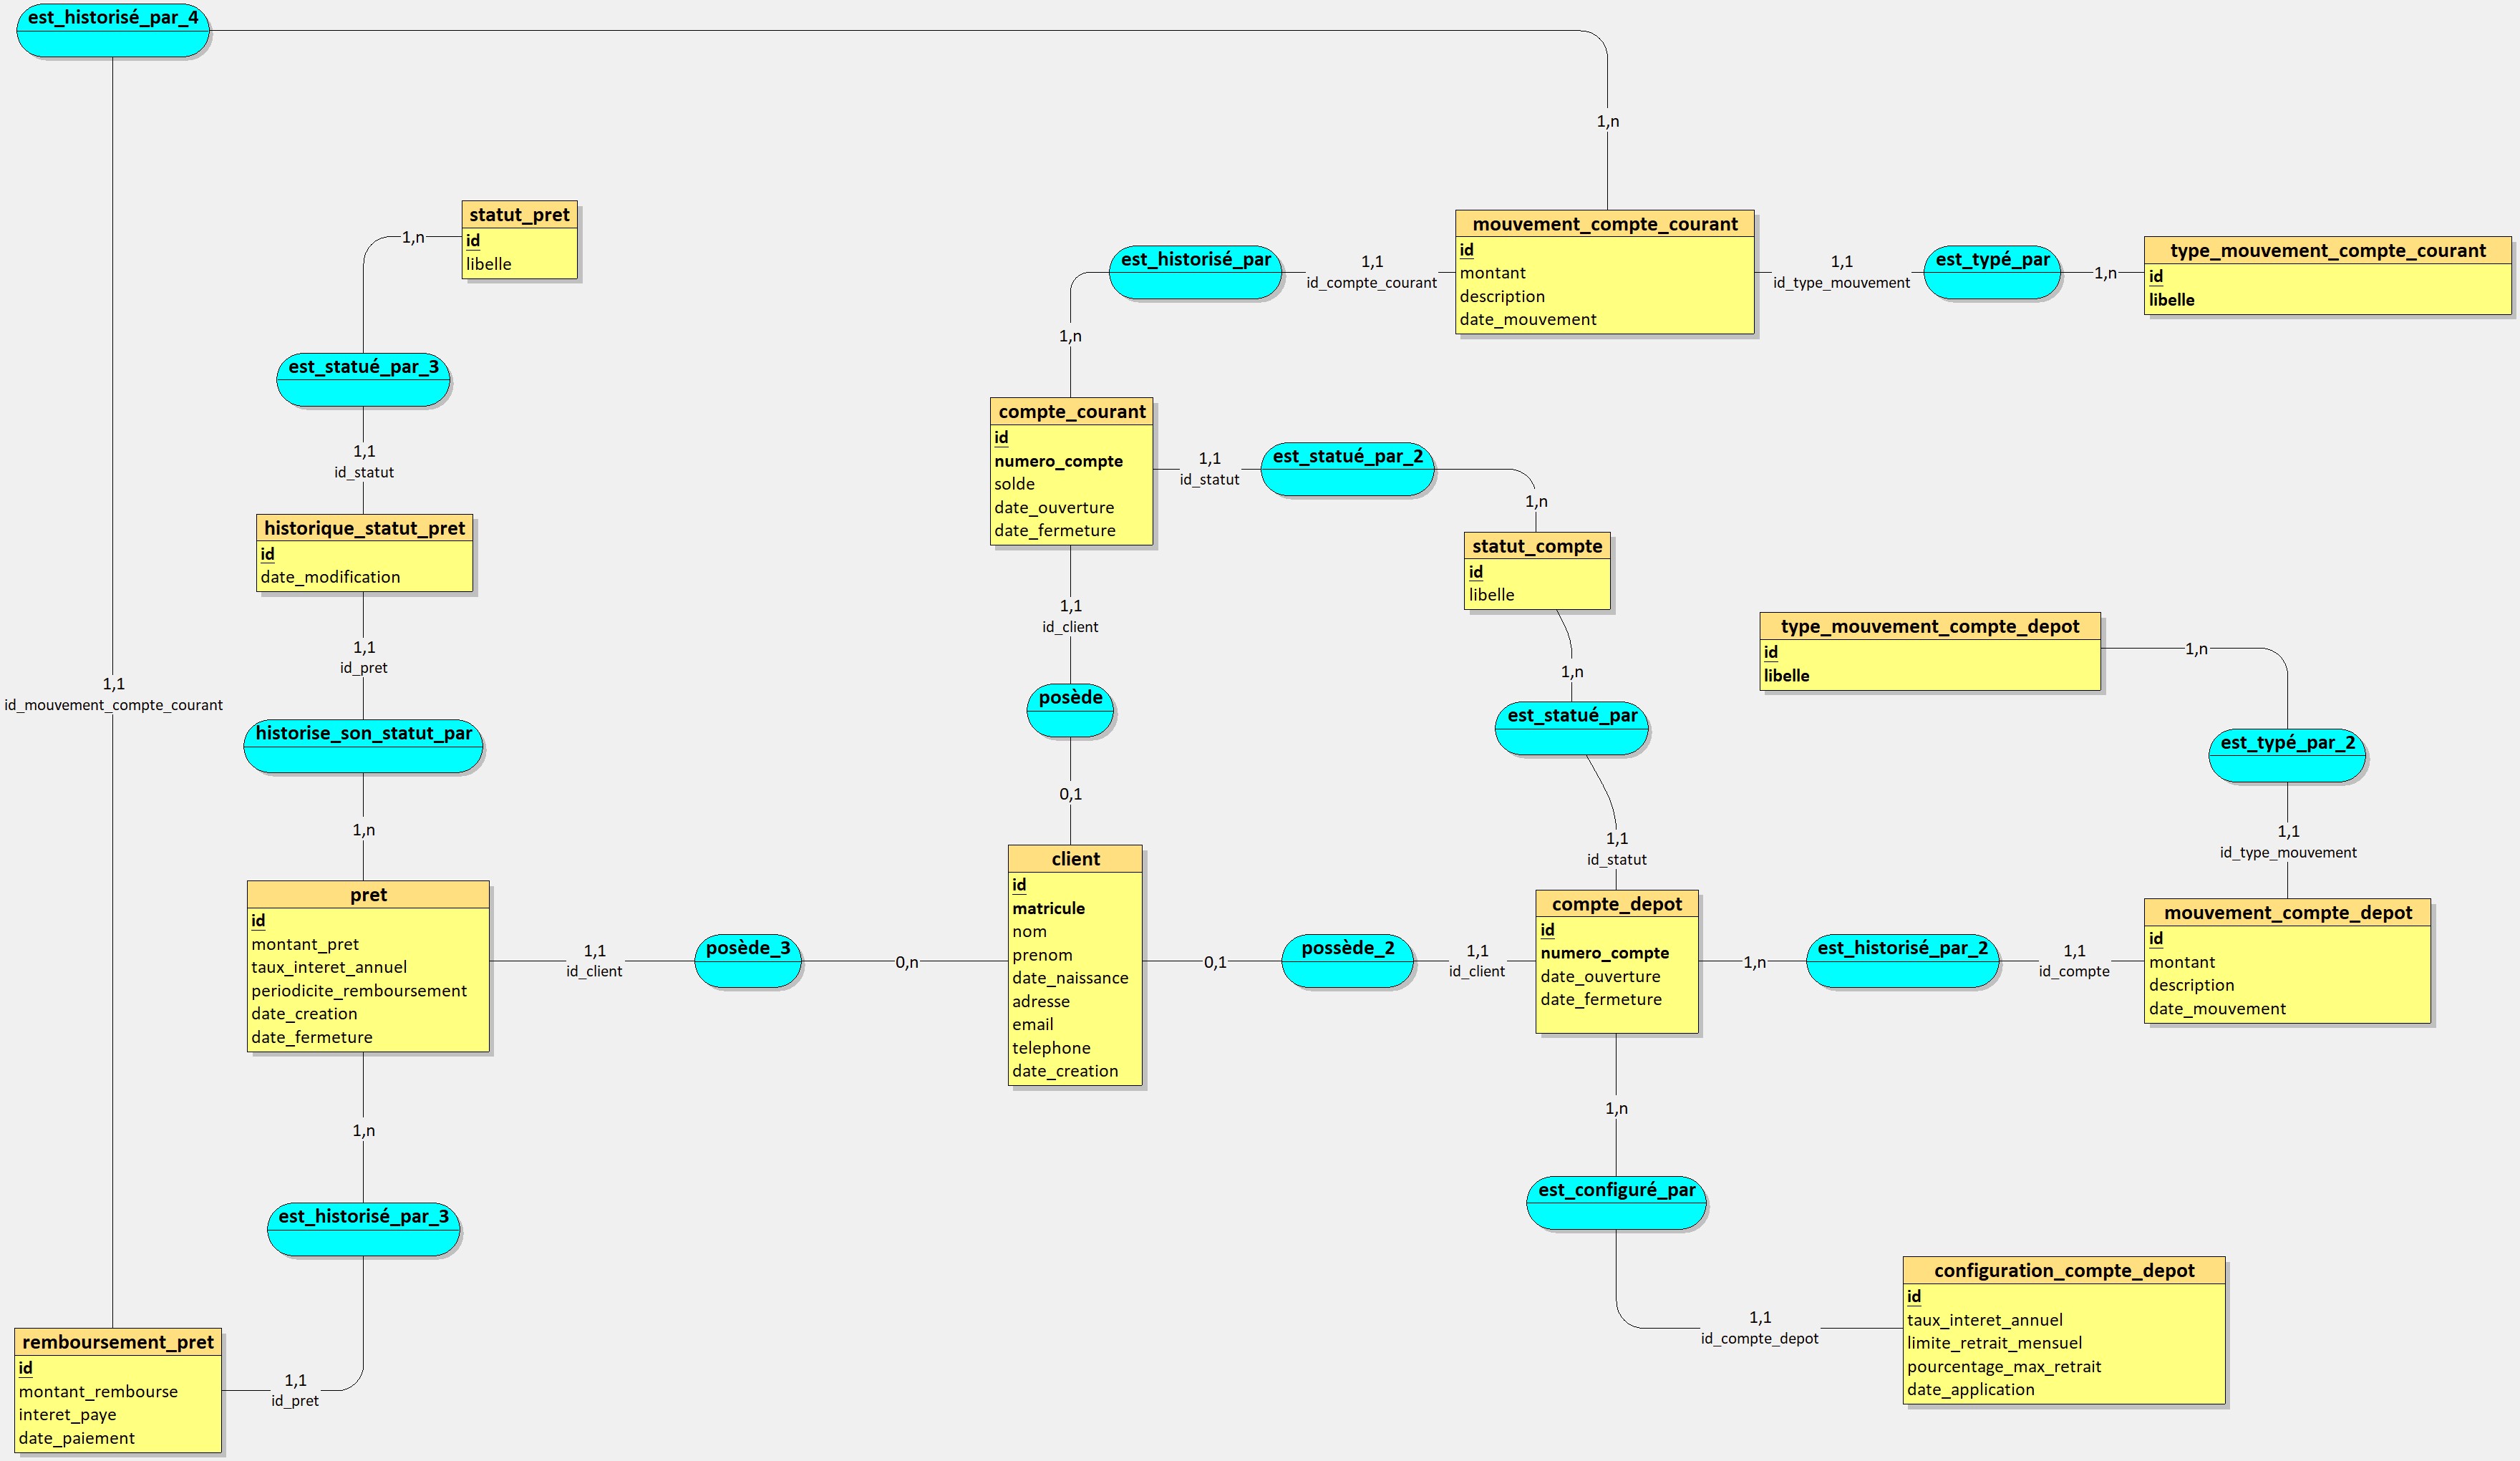 est_historisé_par_4
1,n
statut_pret
id
libelle
1,n
mouvement_compte_courant
id
montant
description
date_mouvement
est_historisé_par
1,1
id_compte_courant
1,1
id_type_mouvement
est_typé_par
1,n
type_mouvement_compte_courant
id
libelle
1,n
est_statué_par_3
1,1
id_statut
compte_courant
id
numero_compte
solde
date_ouverture
date_fermeture
1,1
id_statut
est_statué_par_2
1,n
historique_statut_pret
id
date_modification
statut_compte
id
libelle
1,1
id_client
1,1
id_pret
1,n
type_mouvement_compte_depot
id
libelle
1,n
1,1
id_mouvement_compte_courant
historise_son_statut_par
posède
est_statué_par
est_typé_par_2
1,n
0,1
1,1
id_statut
1,1
id_type_mouvement
pret
id
montant_pret
taux_interet_annuel
periodicite_remboursement
date_creation
date_fermeture
1,1
id_client
posède_3
0,n
client
id
matricule
nom
prenom
date_naissance
adresse
email
telephone
date_creation
0,1
possède_2
1,1
id_client
compte_depot
id
numero_compte
date_ouverture
date_fermeture
1,n
est_historisé_par_2
1,1
id_compte
mouvement_compte_depot
id
montant
description
date_mouvement
1,n
1,n
est_historisé_par_3
est_configuré_par
1,1
id_compte_depot
configuration_compte_depot
id
taux_interet_annuel
limite_retrait_mensuel
pourcentage_max_retrait
date_application
remboursement_pret
id
montant_rembourse
interet_paye
date_paiement
1,1
id_pret